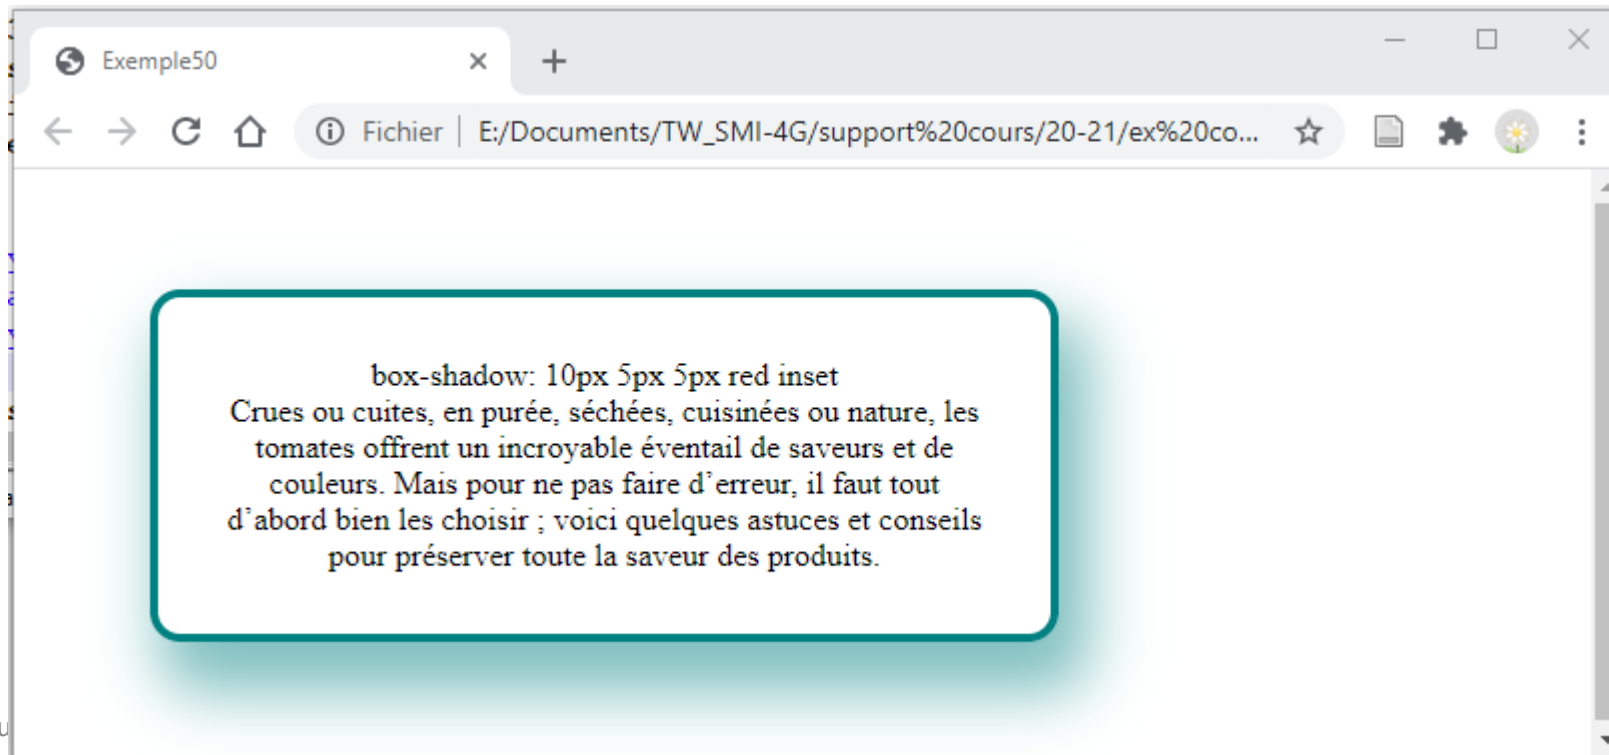 Exemple50
Fichier
E:/Documents/TW_SMI-4G/support%20cours/20-21/ex%20co...
box-shadow: 10px 5px 5px red inset
Crues ou cuites, en purée, séchées, cuisinées ou nature, les
tomates offrent un incroyable éventail de saveurs et de
couleurs. Mais pour ne pas faire d’erreur, il faut tout
d’abord bien les choisir ; voici quelques astuces et conseils
pour préserver toute la saveur des produits.